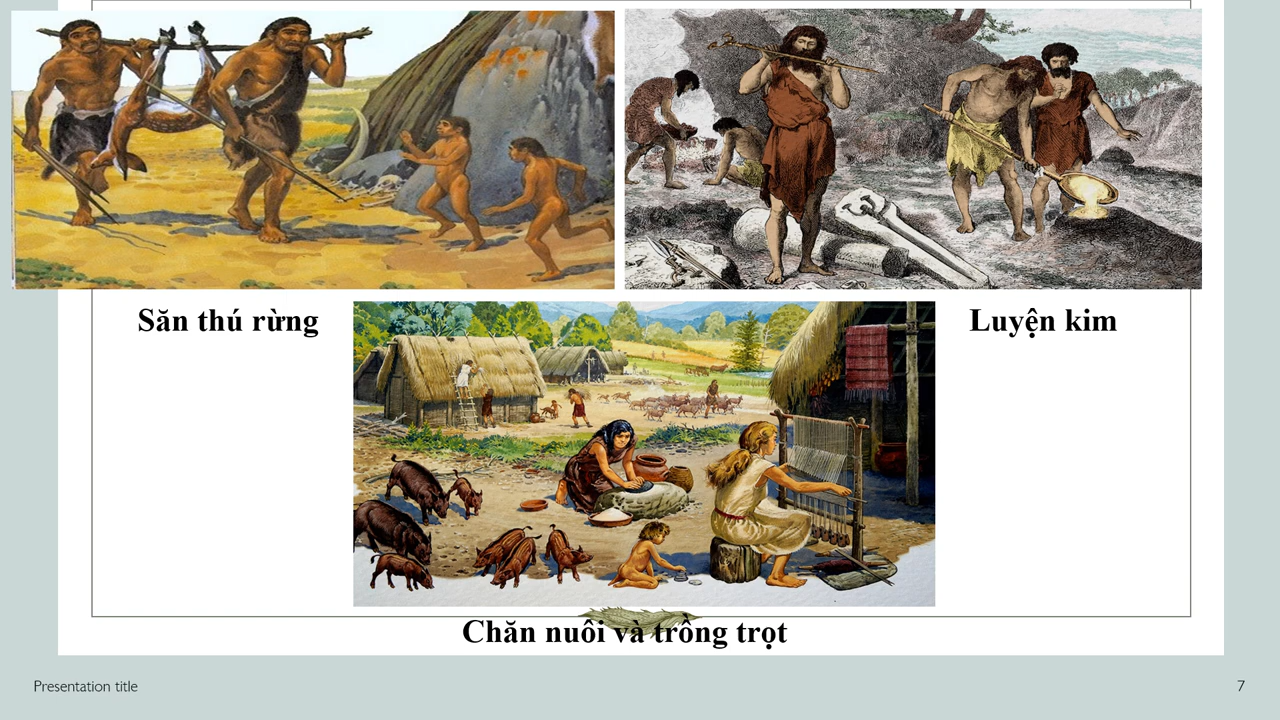 Săn thú rừng
Luyện kim
Chăn nuôi và trồng trọt
Presentation title
7